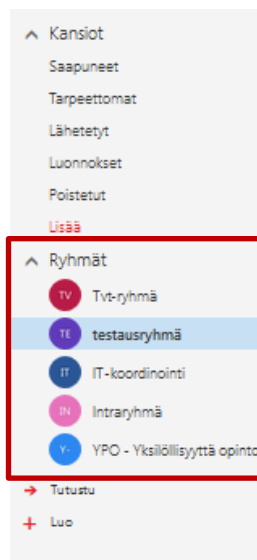 Kansiot
Saapuneet
Tarpeettomat
Lähetetyt
Luonnokset
Poistetut
Lisää
Ryhmät
TV Tvt-ryhmä
TE testausryhmä
IT IT-koordinointi
IN Intraryhmä
Y- YPO - Yksilöllisyyttä opinto
Tutustu
Luo